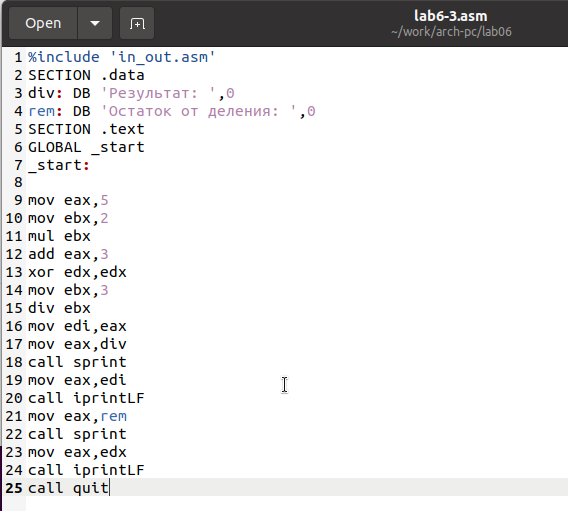 Open
lab6-3.asm
~/work/arch-pc/lab06
1 %include 'in_out.asm'
2 SECTION .data
3 div: DB 'Результат: ',0
4 rem: DB 'Остаток от деления: ',0
5 SECTION .text
6 GLOBAL _start
7 _start:
8
9 mov eax,5
10 mov ebx,2
11 mul ebx
12 add eax,3
13 xor edx,edx
14 mov ebx,3
15 div ebx
16 mov edi,eax
17 mov eax,div
18 call sprint
19 mov eax,edi
20 call iprintLF
21 mov eax,rem
22 call sprint
23 mov eax,edx
24 call iprintLF
25 call quit